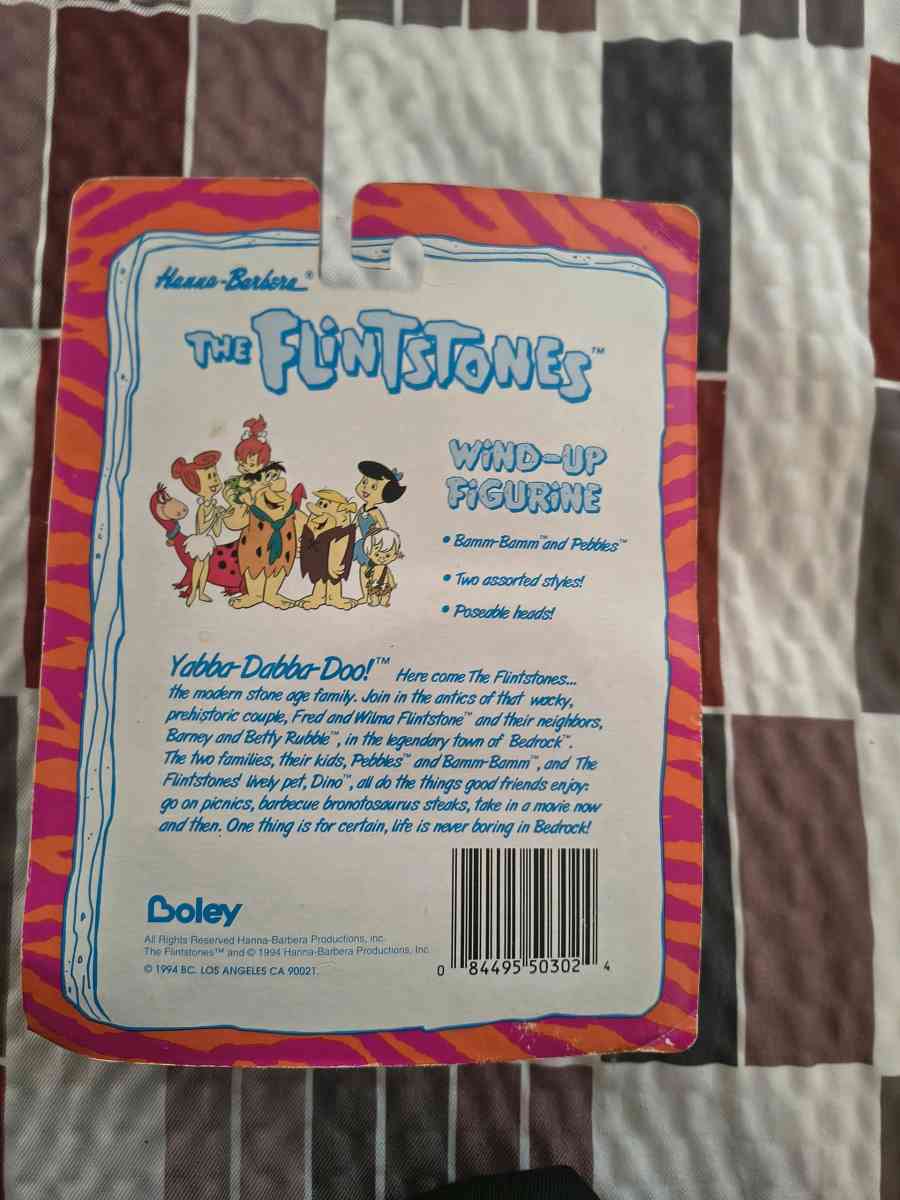 Hanna-Barbera®
THE FLINTSTONES™
WIND-UP
FIGURINE
• Bamm-Bamm™ and Pebbles™
• Two assorted styles!
• Poseable heads!
Yabba-Dabba-Doo!™ Here come The Flintstones...
the modern stone age family. Join in the antics of that wacky,
prehistoric couple, Fred and Wilma Flintstone™ and their neighbors,
Barney and Betty Rubble™, in the legendary town of Bedrock™.
The two families, their kids, Pebbles™ and Bamm-Bamm™, and The
Flintstones' lively pet, Dino™, all do the things good friends enjoy:
go on picnics, barbecue bronotosaurus steaks, take in a movie now
and then. One thing is for certain, life is never boring in Bedrock!
Boley
All Rights Reserved Hanna-Barbera Productions, inc.
The Flintstones™ and © 1994 Hanna-Barbera Productions, Inc.
© 1994 BC. LOS ANGELES CA 90021.
0 84495 50302 4